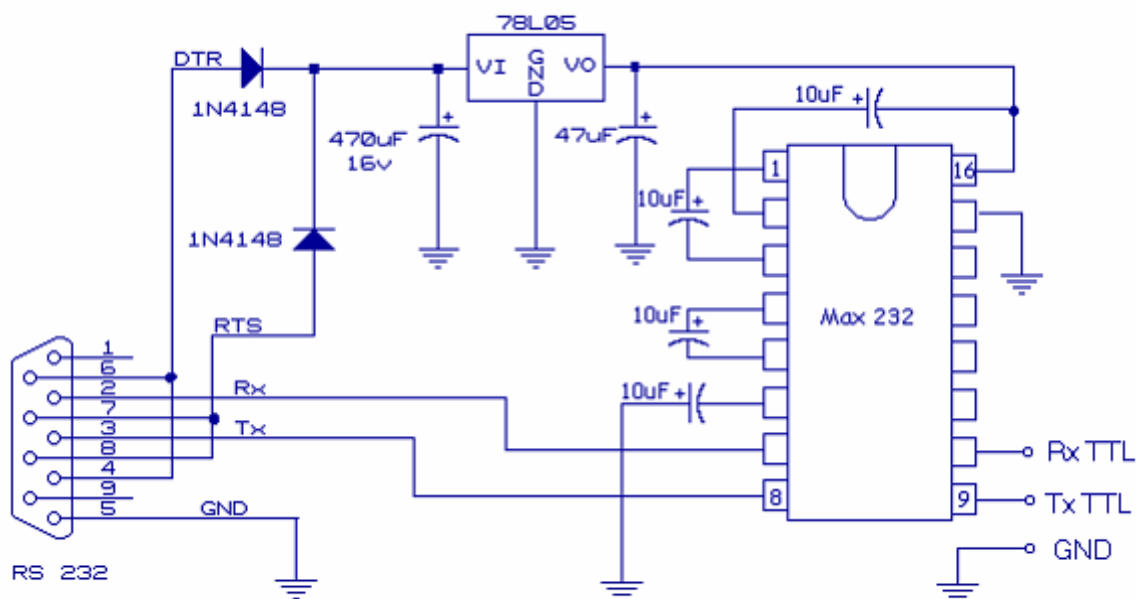 78L05
DTR
VI
GND
VO
1N4148
10uF +
470uF
16v
+
47uF
+
1
16
10uF
+
1N4148
10uF
+
Max 232
RTS
1
6
2
Rx
7
3
Tx
8
4
9
5
GND
10uF +
8
9
Rx TTL
Tx TTL
GND
RS 232